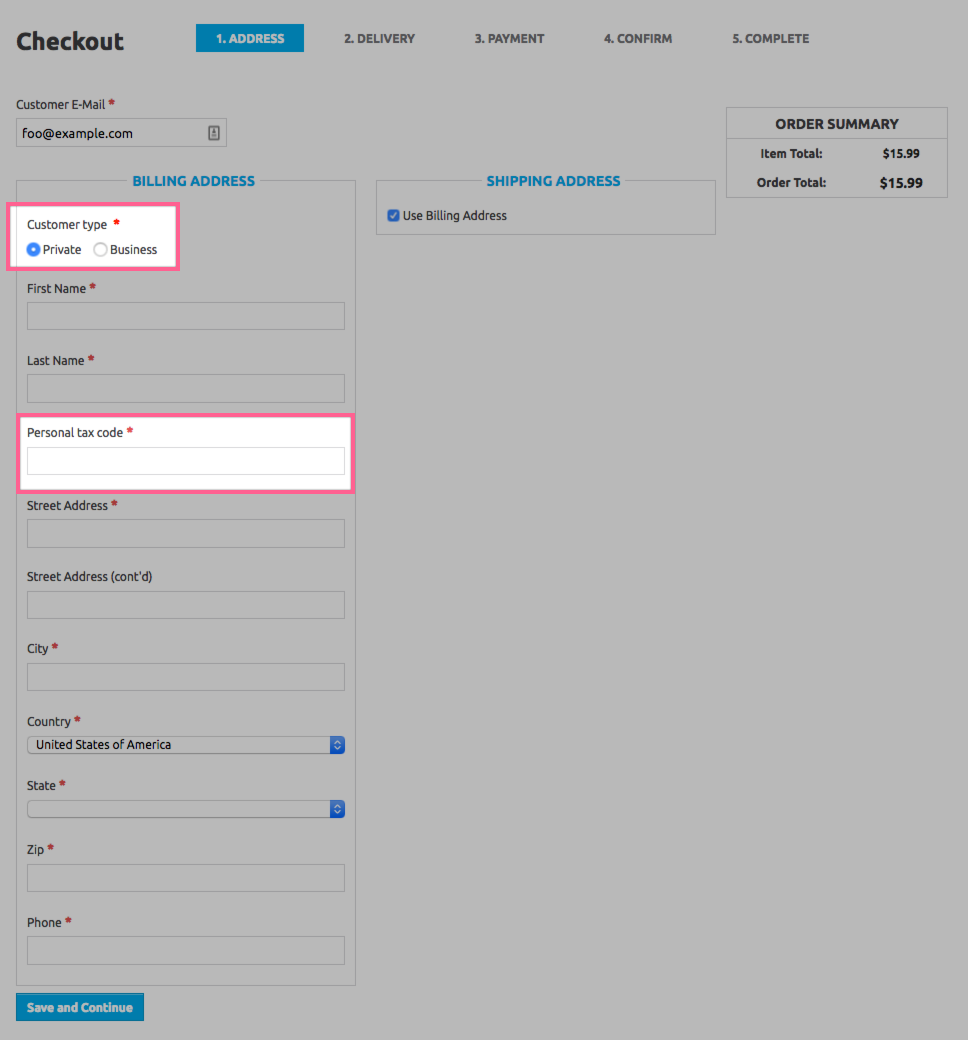 Checkout
1. ADDRESS 2. DELIVERY 3. PAYMENT 4. CONFIRM 5. COMPLETE
Customer E-Mail *
foo@example.com
ORDER SUMMARY
Item Total: $15.99
Order Total: $15.99
BILLING ADDRESS
Customer type *
Private Business
First Name *
Last Name *
Personal tax code *
Street Address *
Street Address (cont'd)
City *
Country *
United States of America
State *
Zip *
Phone *
Save and Continue
SHIPPING ADDRESS
Use Billing Address